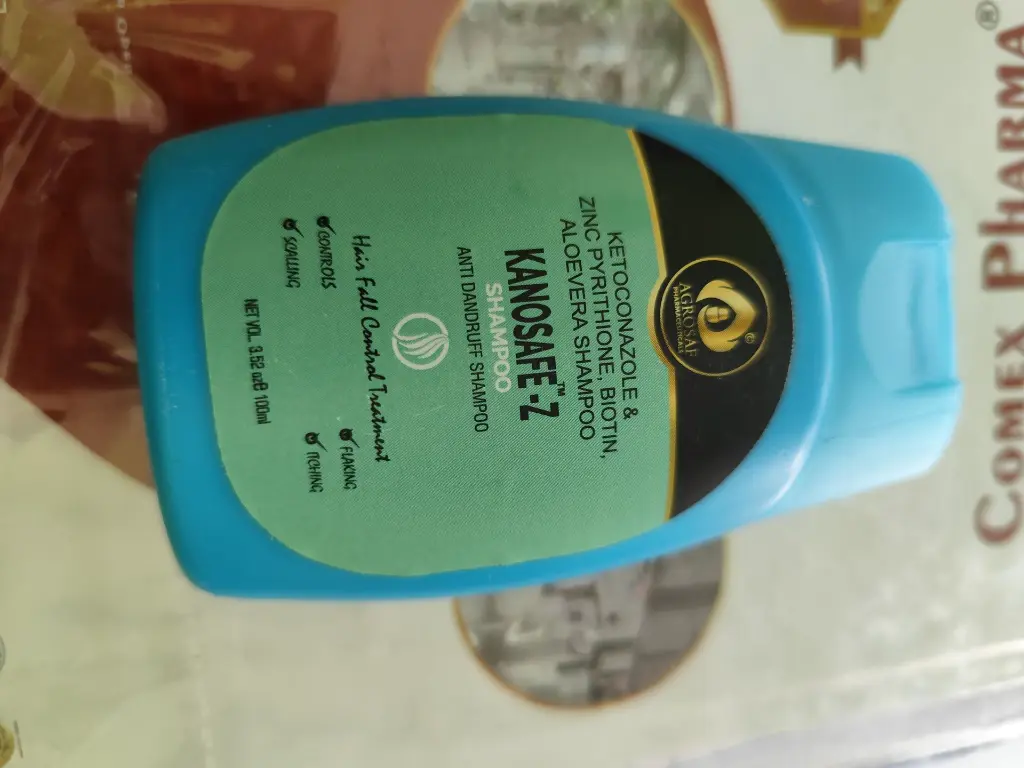 AGROSAF
PHARMACEUTICALS
KETOCONAZOLE &
ZINC PYRITHIONE, BIOTIN,
ALOEVERA SHAMPOO
KANOSAFE™-Z
SHAMPOO
ANTI DANDRUFF SHAMPOO
Hair Fall Control Treatment
CONTROLS
FLAKING
SCALLING
ITCHING
NET VOL. 3.52 oz℮ 100ml
COMEX PHARMA®